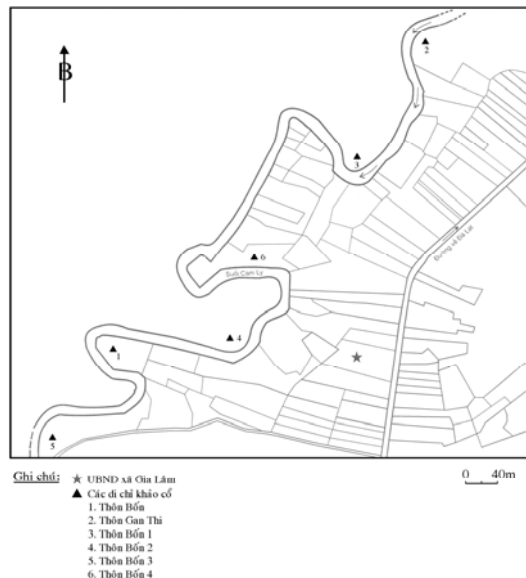 B
2
3
Đường về Đà Lạt
6
Suối Cam Ly
4
1
5
Ghi chú:
UBND xã Gia Lâm
0 40m
Các di chỉ khảo cổ
1. Thôn Bốn
2. Thôn Gan Thi
3. Thôn Bốn 1
4. Thôn Bốn 2
5. Thôn Bốn 3
6. Thôn Bốn 4